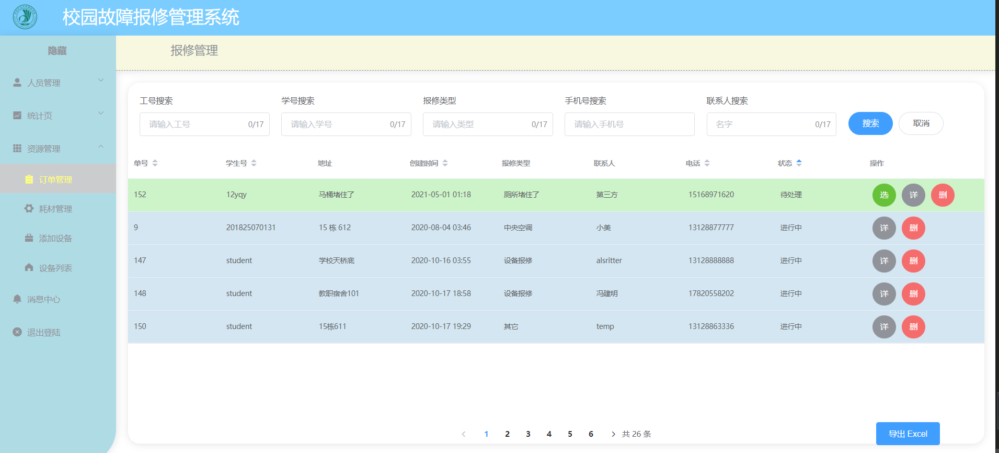 校园故障报修管理系统
隐藏
人员管理
统计页
资源管理
订单管理
耗材管理
添加设备
设备列表
消息中心
退出登陆
报修管理
工号搜索 学号搜索 报修类型 手机号搜索 联系人搜索
请输入工号 0/17 请输入学号 0/17 请输入类型 0/17 请输入手机号 名字 0/17 搜索 取消
单号 学生号 地址 创建时间 报修类型 联系人 电话 状态 操作
152 12yqy 马桶堵住了 2021-05-01 01:18 厕所堵住了 第三方 15168971620 待处理 选 详 删
9 201825070131 15 栋 612 2020-08-04 03:46 中央空调 小美 13128877777 进行中 详 删
147 student 学校天桥底 2020-10-16 03:55 设备报修 alsritter 13128888888 进行中 详 删
148 student 教职宿舍101 2020-10-17 18:58 设备报修 冯建明 17820558202 进行中 详 删
150 student 15栋611 2020-10-17 19:29 其它 temp 13128863336 进行中 详 删
1 2 3 4 5 6 共 26 条
导出 Excel